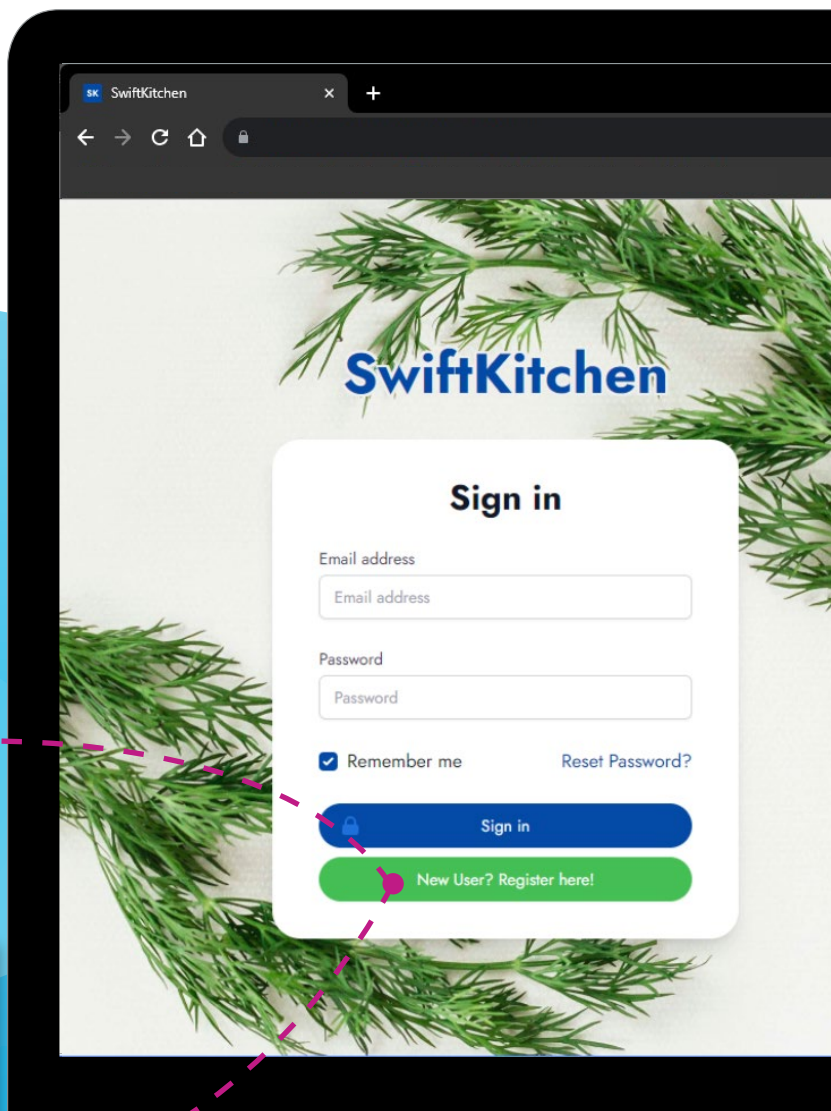 SK SwiftKitchen
SwiftKitchen
Sign in
Email address
Email address
Password
Password
Remember me Reset Password?
Sign in
New User? Register here!